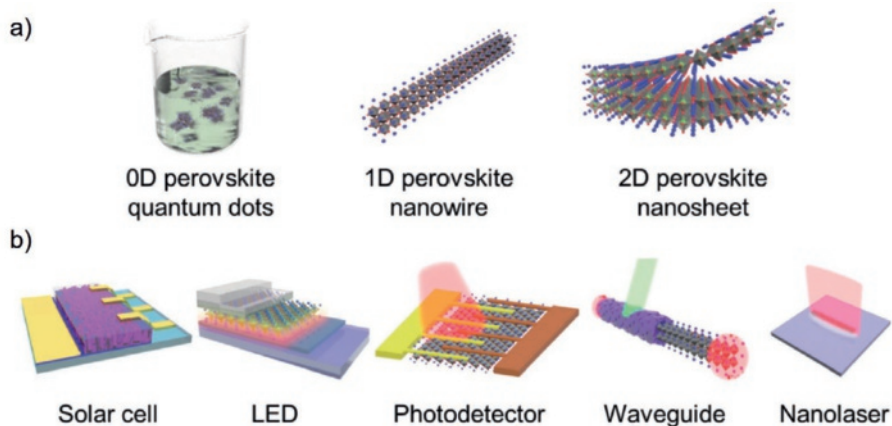 a)
0D perovskite
quantum dots
1D perovskite
nanowire
2D perovskite
nanosheet
b)
Solar cell
LED
Photodetector
Waveguide
Nanolaser